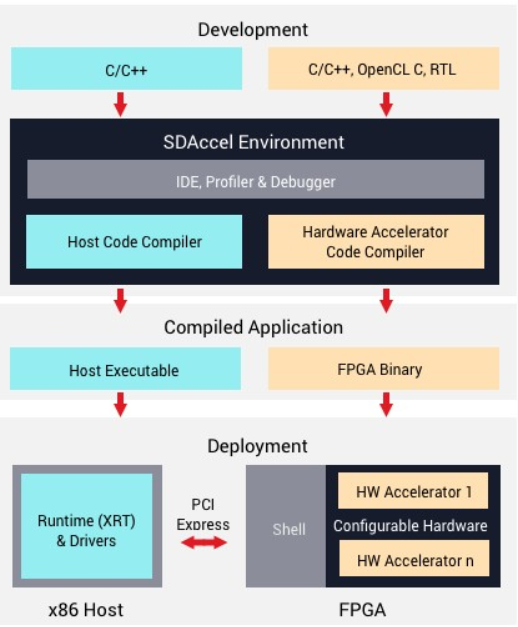 Development
C/C++
C/C++, OpenCL C, RTL
SDAccel Environment
IDE, Profiler & Debugger
Host Code Compiler
Hardware Accelerator
Code Compiler
Compiled Application
Host Executable
FPGA Binary
Deployment
Runtime (XRT)
& Drivers
PCI
Express
Shell
HW Accelerator 1
Configurable Hardware
HW Accelerator n
x86 Host
FPGA